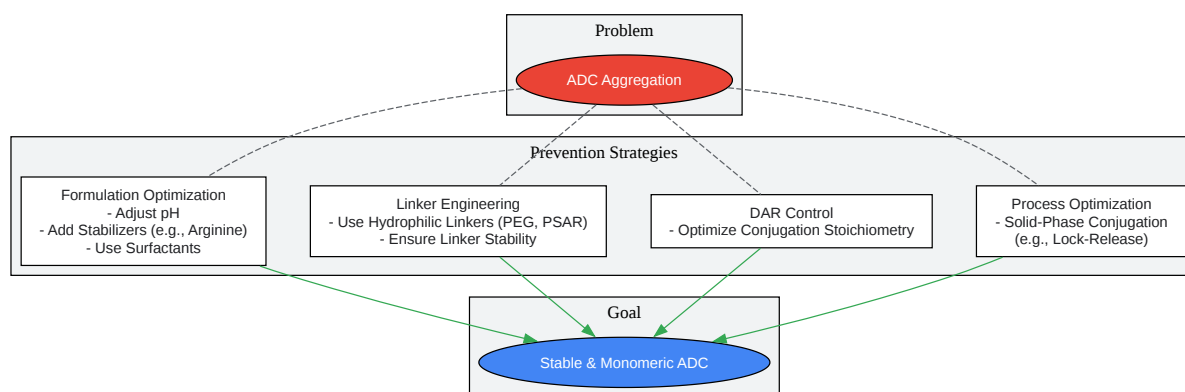 Problem
ADC Aggregation
Prevention Strategies
Formulation Optimization
- Adjust pH
- Add Stabilizers (e.g., Arginine)
- Use Surfactants
Linker Engineering
- Use Hydrophilic Linkers (PEG, PSAR)
- Ensure Linker Stability
DAR Control
- Optimize Conjugation Stoichiometry
Process Optimization
- Solid-Phase Conjugation
(e.g., Lock-Release)
Goal
Stable & Monomeric ADC